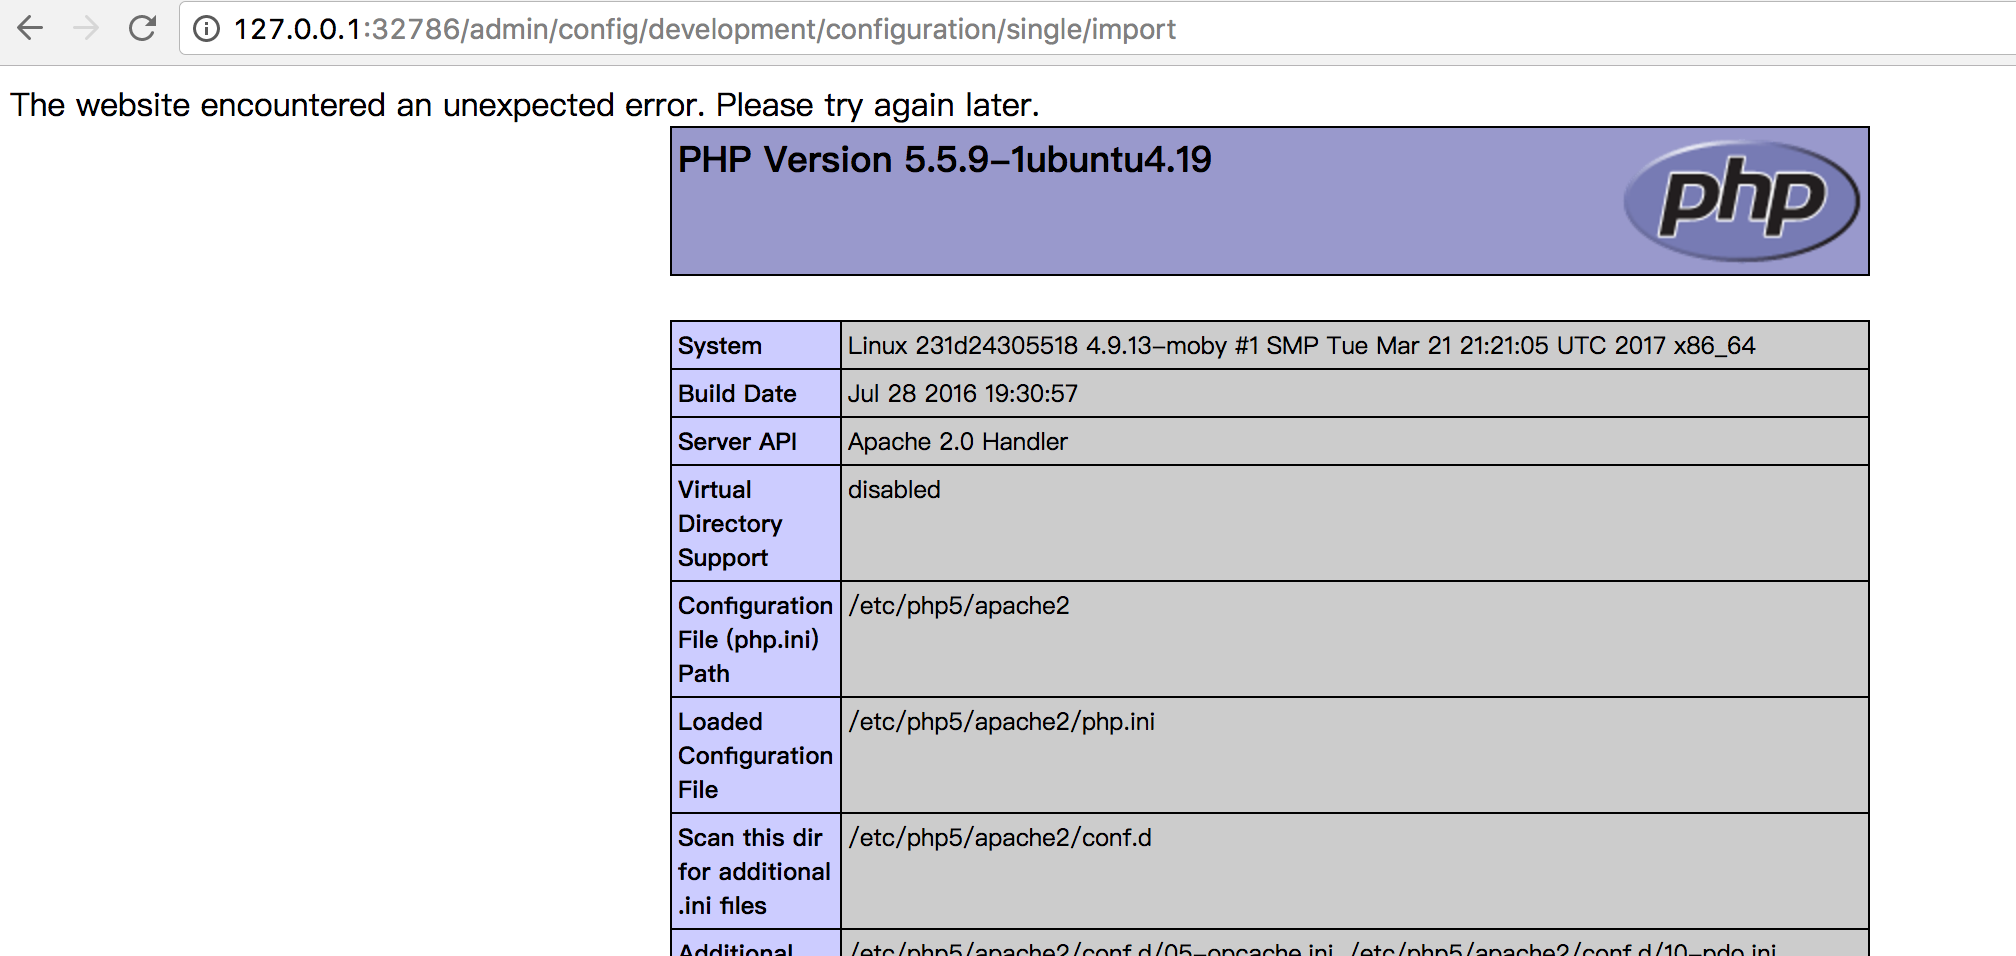 127.0.0.1:32786/admin/config/development/configuration/single/import
The website encountered an unexpected error. Please try again later.
PHP Version 5.5.9-1ubuntu4.19
php
System Linux 231d24305518 4.9.13-moby #1 SMP Tue Mar 21 21:21:05 UTC 2017 x86_64
Build Date Jul 28 2016 19:30:57
Server API Apache 2.0 Handler
Virtual disabled
Directory
Support
Configuration /etc/php5/apache2
File (php.ini)
Path
Loaded /etc/php5/apache2/php.ini
Configuration
File
Scan this dir /etc/php5/apache2/conf.d
for additional
.ini files
Additional /etc/php5/apache2/conf.d/05-opcache.ini, /etc/php5/apache2/conf.d/10-pdo.ini,